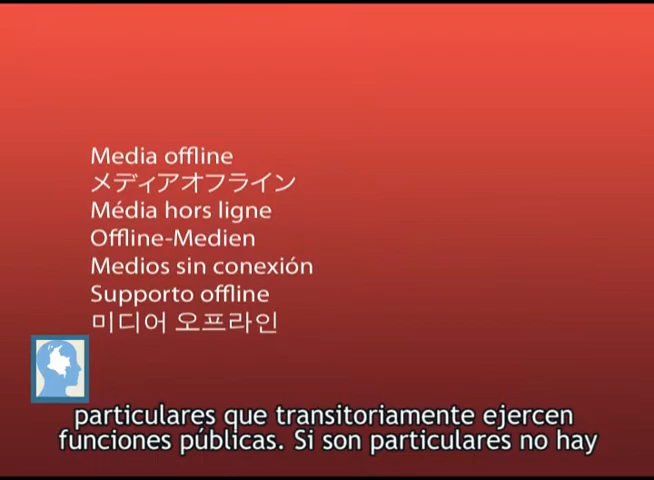 Media offline
メディアオフライン
Média hors ligne
Offline-Medien
Medios sin conexión
Supporto offline
미디어 오프라인
particulares que transitoriamente ejercen
funciones públicas. Si son particulares no hay